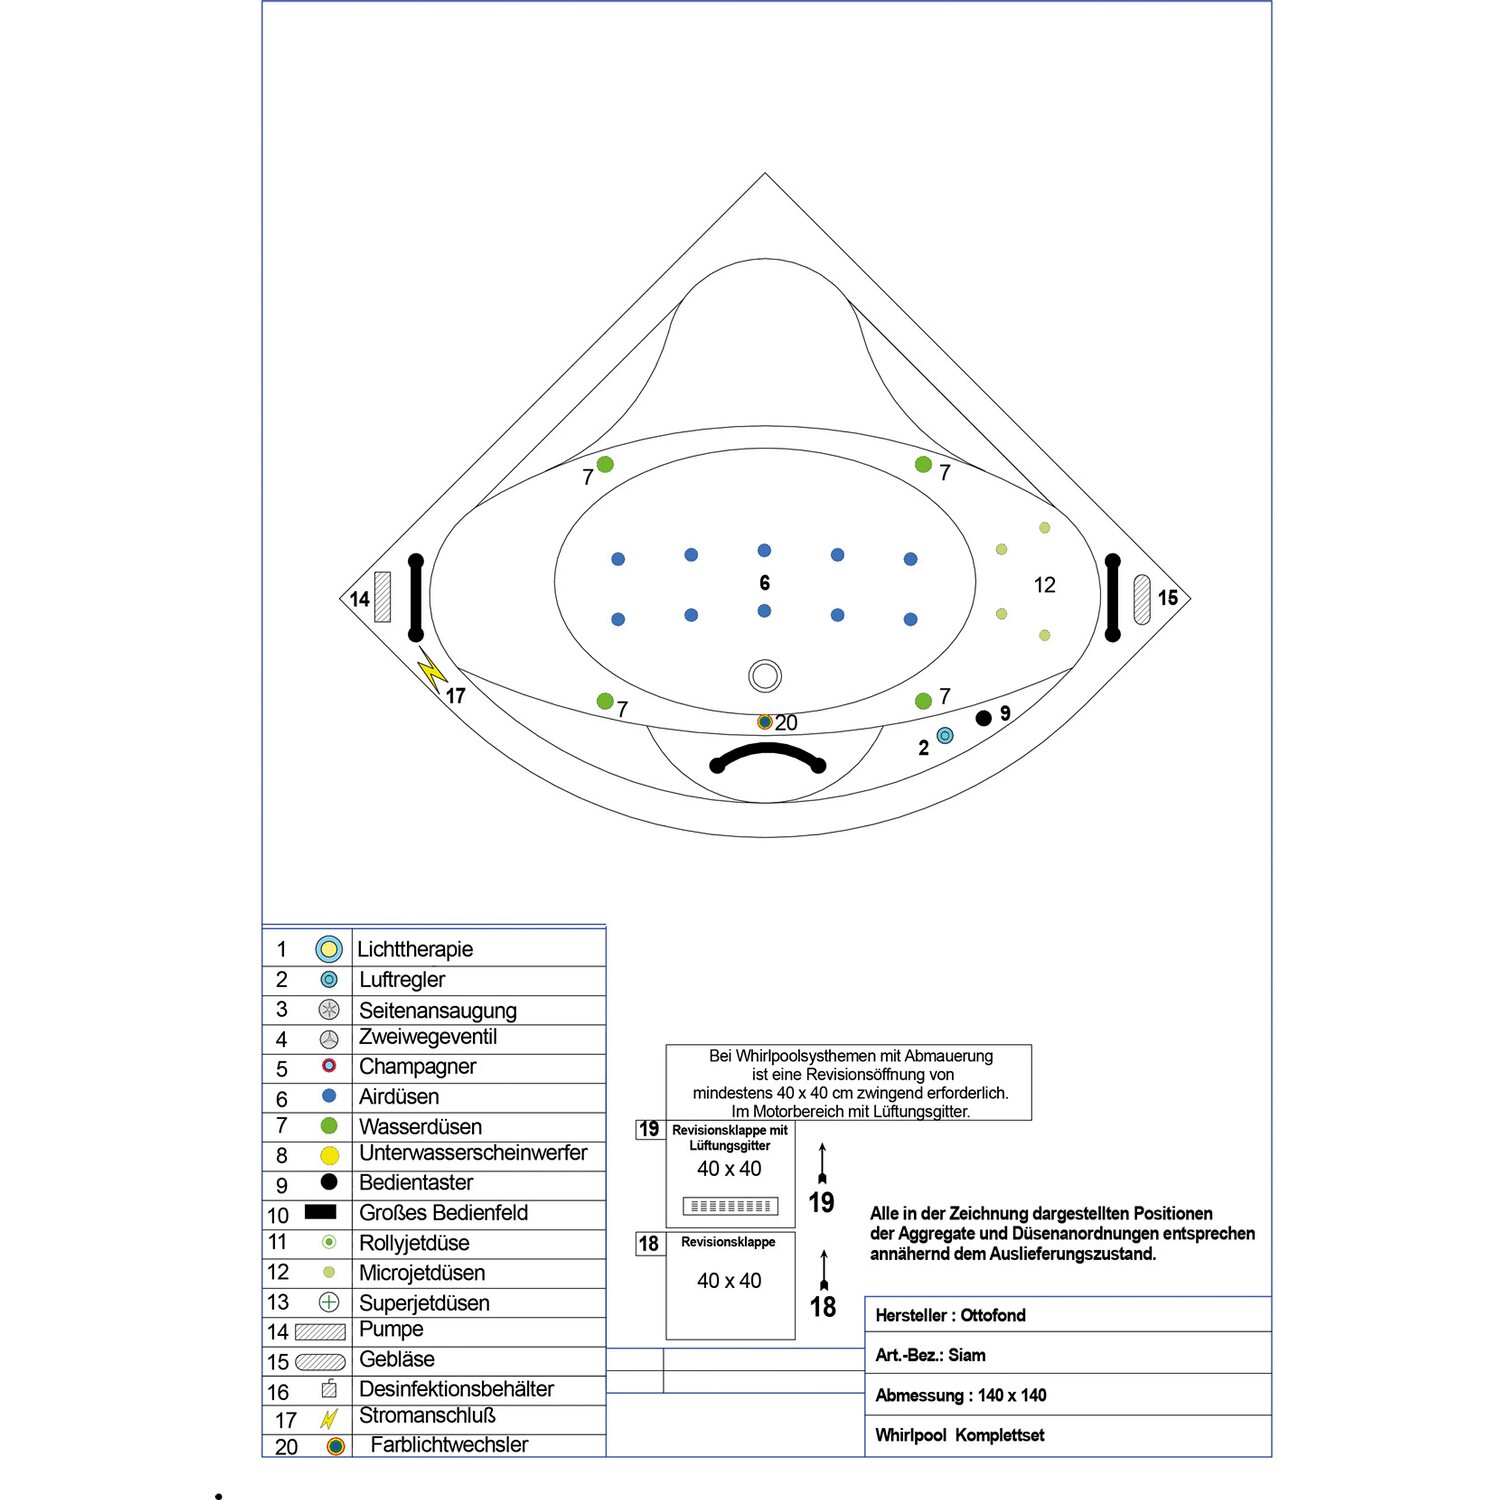 7
7
6
12
14
15
17
7
7
20
9
2
1 Lichttherapie
2 Luftregler
3 Seitenansaugung
4 Zweiwegeventil
5 Champagner
6 Airdüsen
7 Wasserdüsen
8 Unterwasserscheinwerfer
9 Bedientaster
10 Großes Bedienfeld
11 Rollyjetdüse
12 Microjetdüsen
13 Superjetdüsen
14 Pumpe
15 Gebläse
16 Desinfektionsbehälter
17 Stromanschluß
20 Farblichtwechsler
Bei Whirlpoolsysthemen mit Abmauerung
ist eine Revisionsöffnung von
mindestens 40 x 40 cm zwingend erforderlich.
Im Motorbereich mit Lüftungsgitter.
19
Revisionsklappe mit
Lüftungsgitter
40 x 40
19
18
Revisionsklappe
40 x 40
18
Alle in der Zeichnung dargestellten Positionen
der Aggregate und Düsenanordnungen entsprechen
annähernd dem Auslieferungszustand.
Hersteller : Ottofond
Art.-Bez.: Siam
Abmessung : 140 x 140
Whirlpool Komplettset